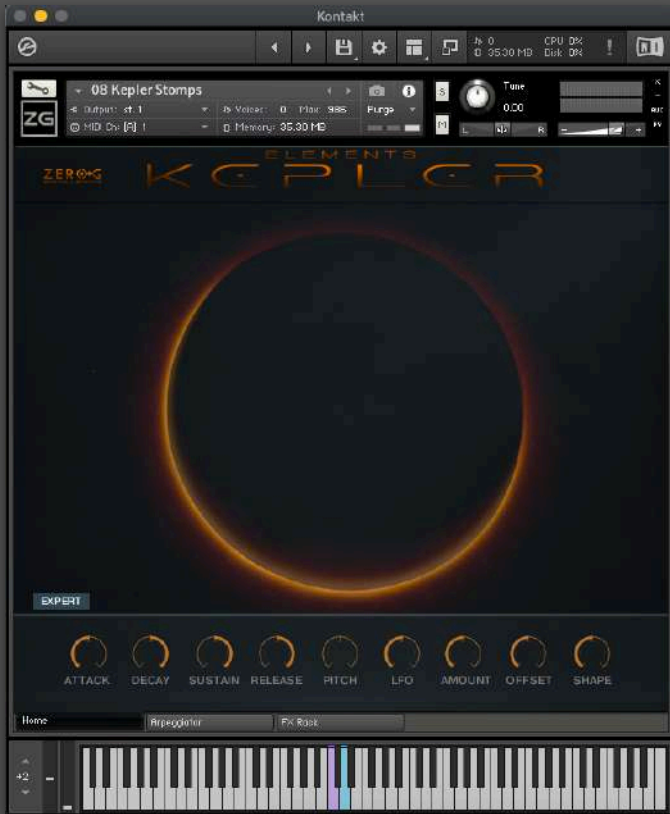 Kontakt
♭ 0 CPU 0%
35.30 MB Disk 0%
08 Kepler Stomps
Output: st.1 Voices: 0 Max: 986 Purge
MIDI Ch: [A] 1 Memory: 35.30 MB
ZG
S
M
Tune
0.00
L R
AUX
PV
ELEMENTS
ZERO-G KEPLER
EXPERT
ATTACK DECAY SUSTAIN RELEASE PITCH LFO AMOUNT OFFSET SHAPE
Home Arpeggiator FX Rack
+2